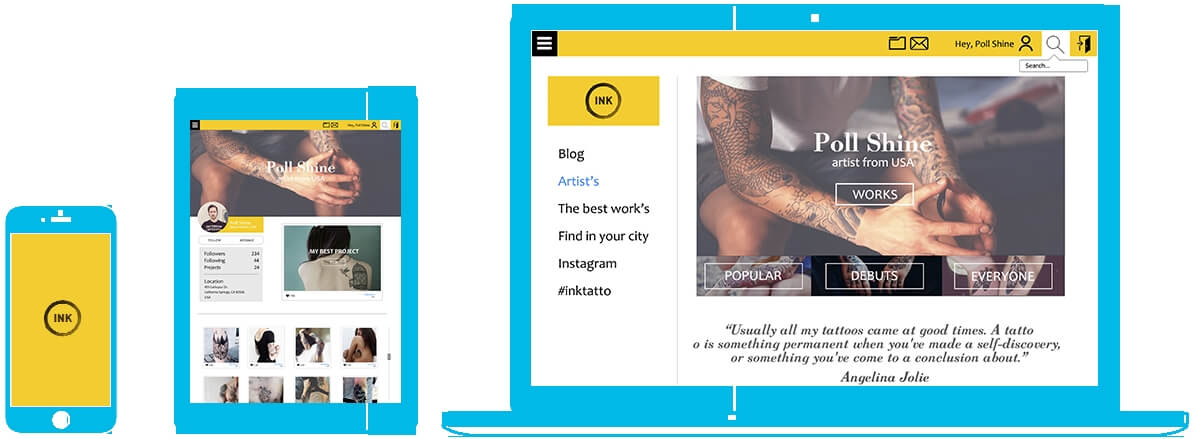 INK
Hey, Poll Shine
Poll Shine
artist from USA
Poll Shine
FOLLOW
MESSAGE
Followers 234
Following 44
Projects 24
Location
USA
MY BEST PROJECT
Hey, Poll Shine
Search...
INK
Blog
Artist's
The best work's
Find in your city
Instagram
#inktatto
Poll Shine
artist from USA
WORKS
POPULAR
DEBUTS
EVERYONE
“Usually all my tattoos came at good times. A tatto
o is something permanent when you've made a self-discovery,
or something you've come to a conclusion about.”
Angelina Jolie